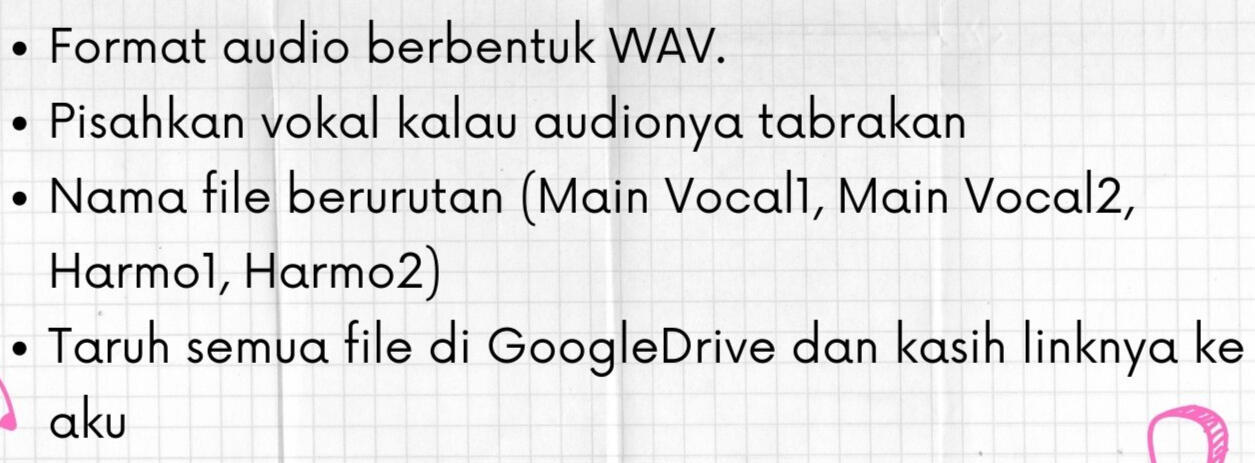 • Format audio berbentuk WAV.
• Pisahkan vokal kalau audionya tabrakan
• Nama file berurutan (Main Vocal1, Main Vocal2,
Harmo1, Harmo2)
• Taruh semua file di GoogleDrive dan kasih linknya ke
aku